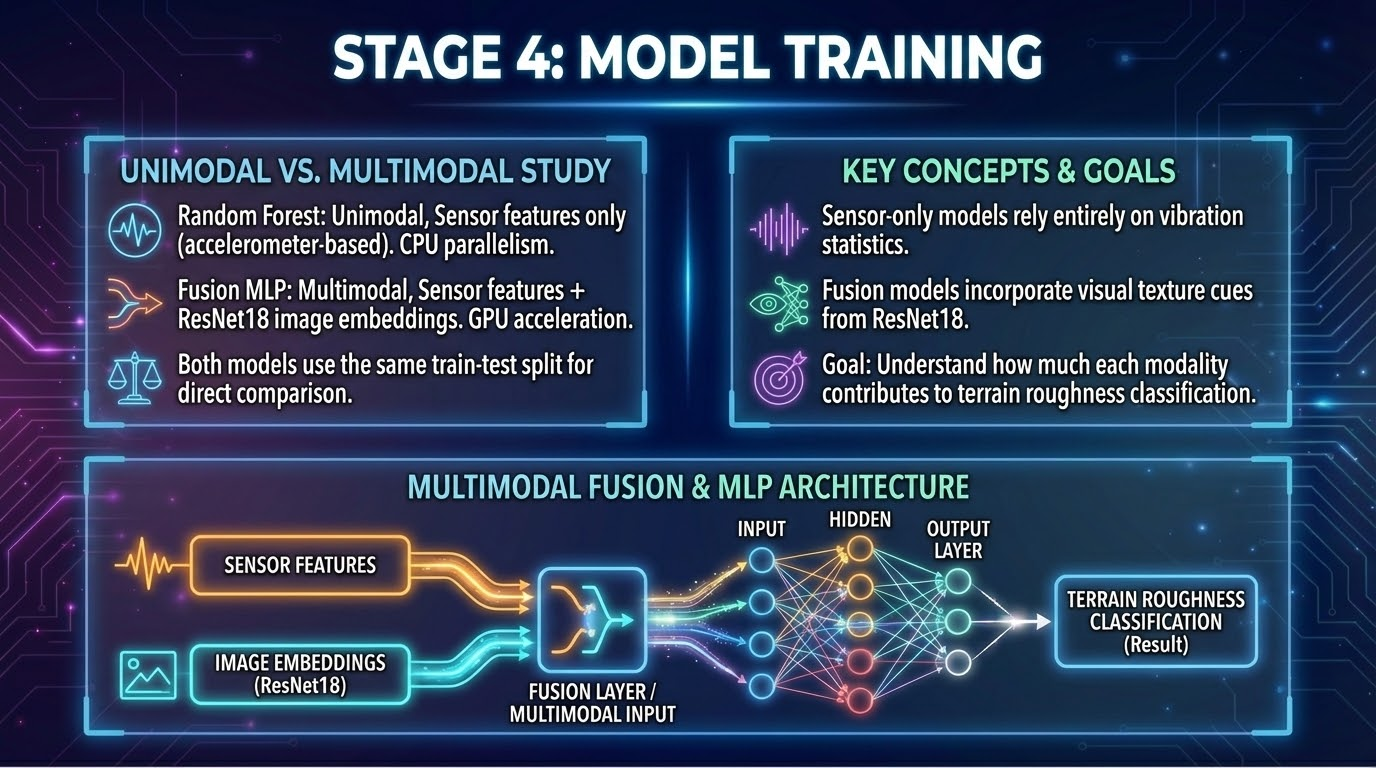 STAGE 4: MODEL TRAINING
UNIMODAL VS. MULTIMODAL STUDY
Random Forest: Unimodal, Sensor features only
(accelerometer-based). CPU parallelism.
Fusion MLP: Multimodal, Sensor features +
ResNet18 image embeddings. GPU acceleration.
Both models use the same train-test split for
direct comparison.
KEY CONCEPTS & GOALS
Sensor-only models rely entirely on vibration
statistics.
Fusion models incorporate visual texture cues
from ResNet18.
Goal: Understand how much each modality
contributes to terrain roughness classification.
MULTIMODAL FUSION & MLP ARCHITECTURE
SENSOR FEATURES
IMAGE EMBEDDINGS
(ResNet18)
FUSION LAYER /
MULTIMODAL INPUT
INPUT
HIDDEN
OUTPUT
LAYER
TERRAIN ROUGHNESS
CLASSIFICATION
(Result)